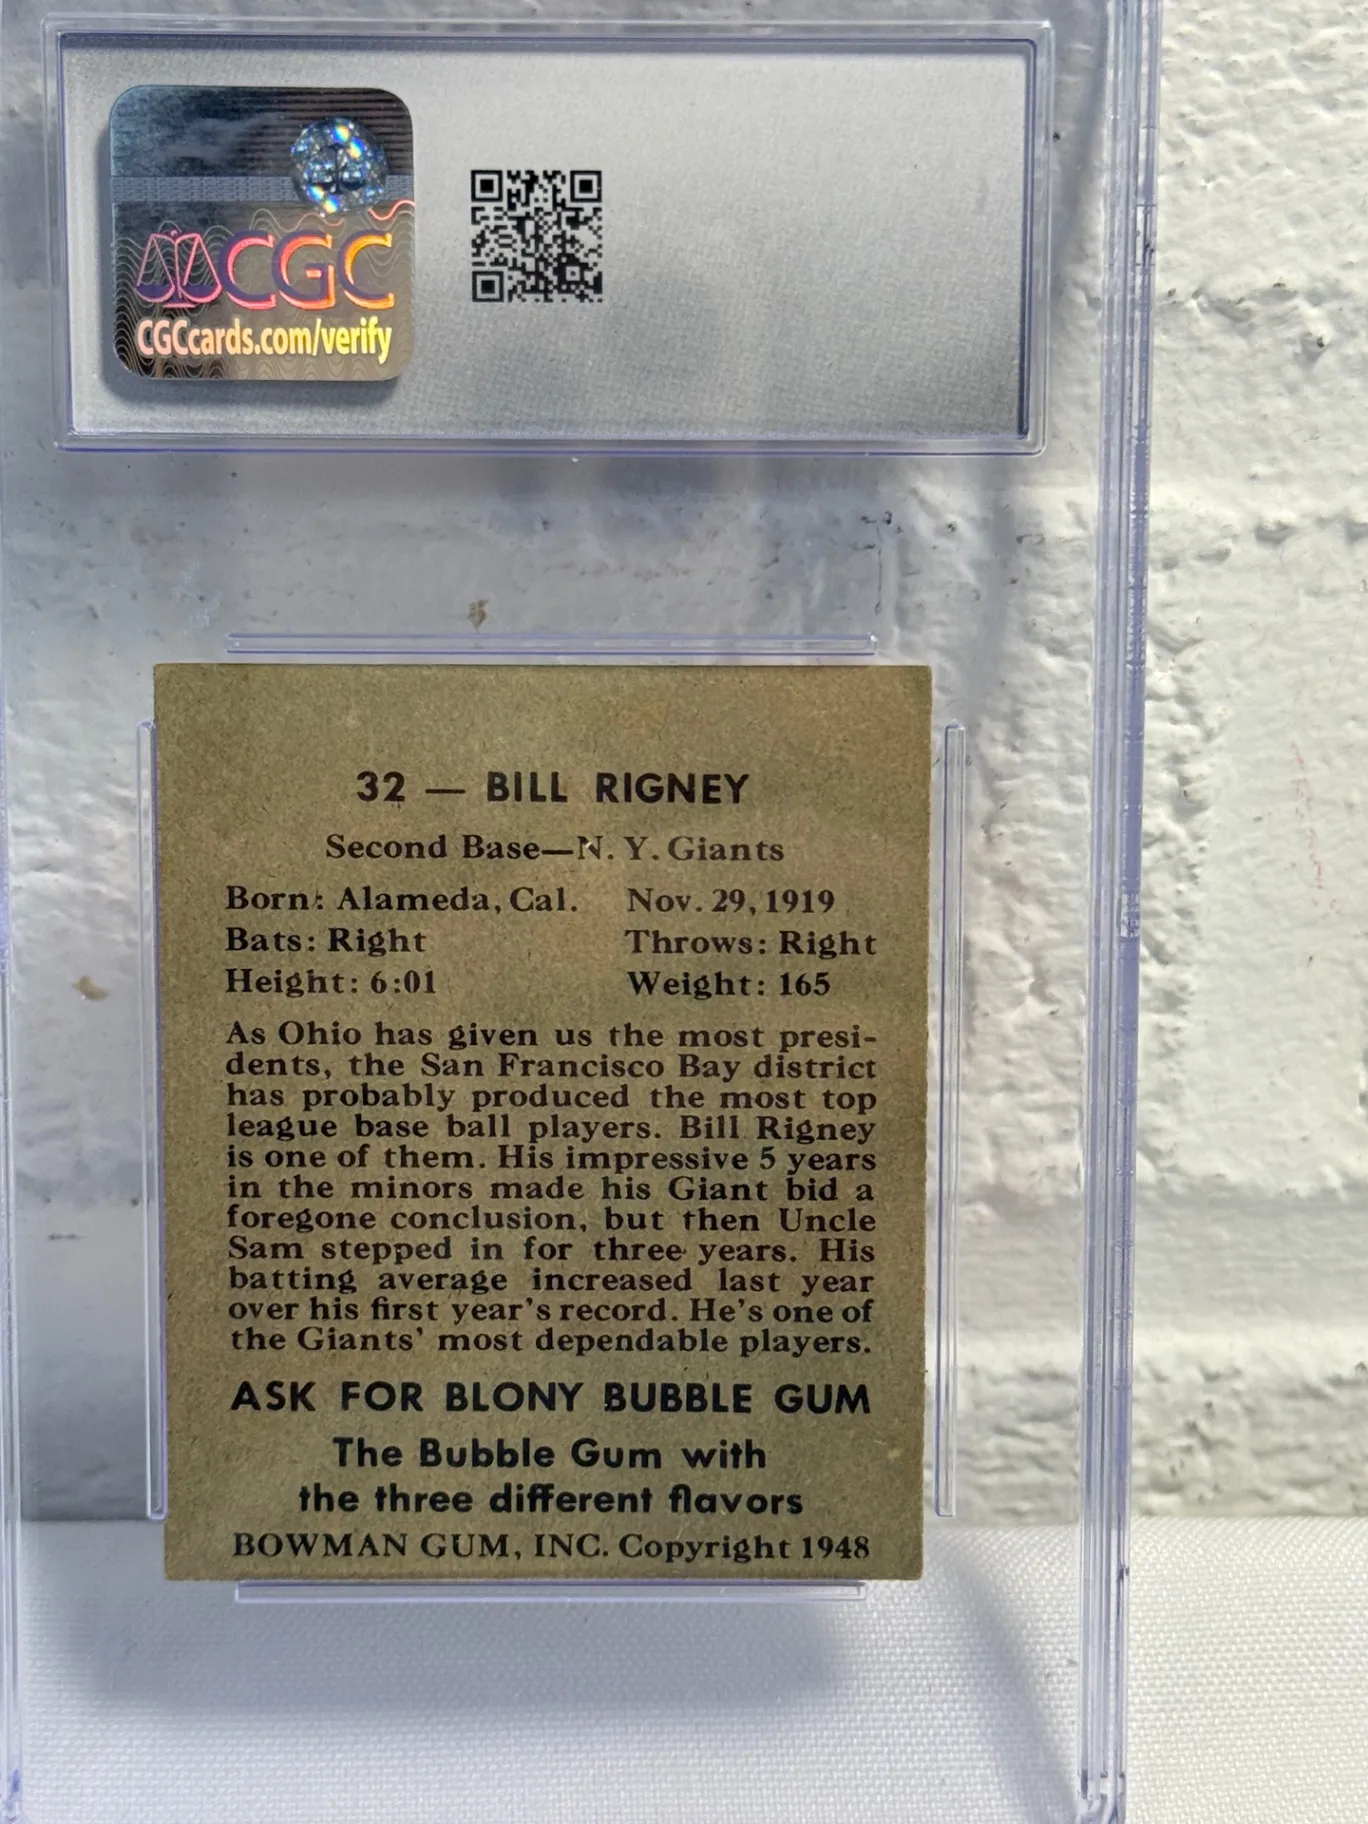 CGC
CGCcards.com/verify
32 — BILL RIGNEY
Second Base—N. Y. Giants
Born: Alameda, Cal. Nov. 29, 1919
Bats: Right Throws: Right
Height: 6:01 Weight: 165
As Ohio has given us the most presi-
dents, the San Francisco Bay district
has probably produced the most top
league base ball players. Bill Rigney
is one of them. His impressive 5 years
in the minors made his Giant bid a
foregone conclusion, but then Uncle
Sam stepped in for three years. His
batting average increased last year
over his first year's record. He's one of
the Giants' most dependable players.
ASK FOR BLONY BUBBLE GUM
The Bubble Gum with
the three different flavors
BOWMAN GUM, INC. Copyright 1948